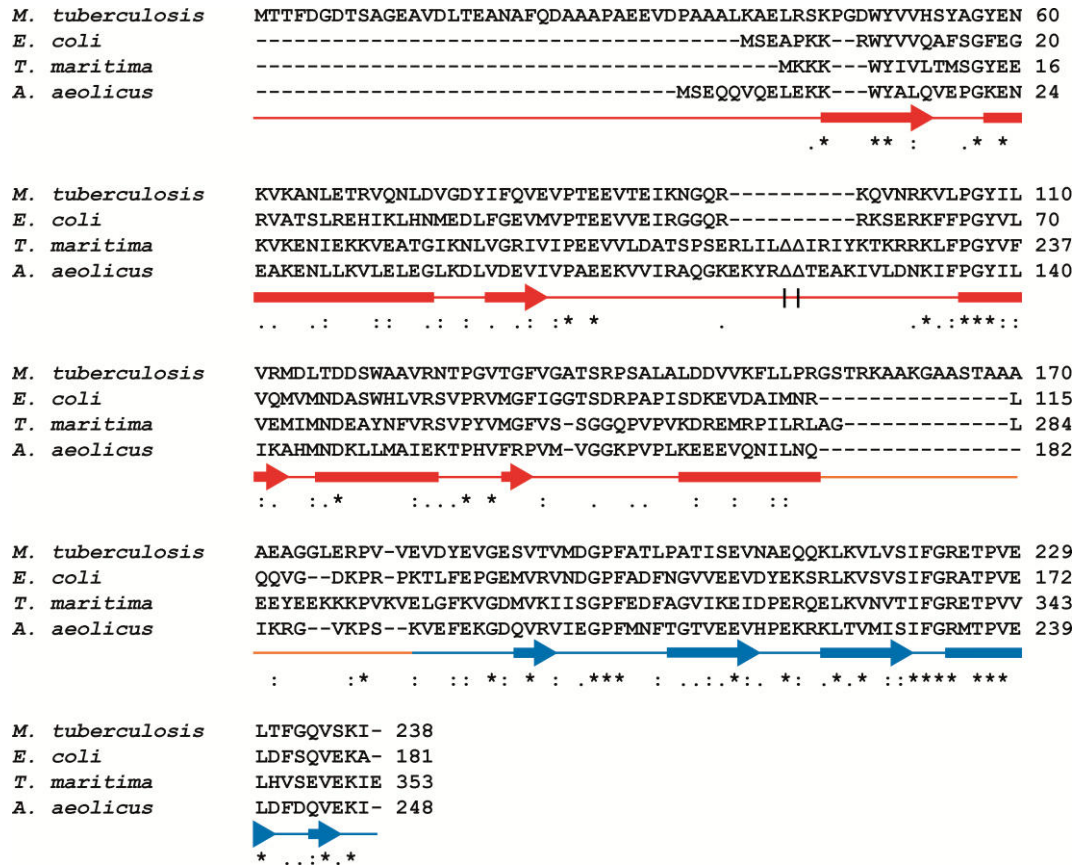 M. tuberculosis MTTFDGDTSAGEAVDLTEANAFQDAAAPAEEVDPAAALKAELRSKPGDWYVVHSYAGYEN 60
E. coli --------------------------------------MSEAPKK--RWYVVQAFSGFEG 20
T. maritima -----------------------------------------MKKK---WYIVLTMSGYEE 16
A. aeolicus ---------------------------------MSEQQVQELEKK---WYALQVEPGKEN 24
.* ** : .* *
M. tuberculosis KVKANLETRVQNLDVGDYIFQVEVPTEEVTEIKNGQR----------KQVNRKVLPGYIL 110
E. coli RVATSLREHIKLHNMEDLFGEVMVPTEEVVEIRGGQR----------RKSERKFFPGYVL 70
T. maritima KVKENIEKKVEATGIKNLVGRIVIPEEVVLDATSPSERLILΔΔIRIYKTKRRKLFPGYVF 237
A. aeolicus EAKENLLKVLELEGLKDLVDEVIVPAEEKVVIRAQGKEKYRΔΔTEAKIVLDNKIFPGYIL 140
.. .: :: .: : .: :* * . *.:***::
M. tuberculosis VRMDLTDDSWAAVRNTPGVTGFVGATSRPSALALDDVVKFLLPRGSTRKAAKGAASTAAA 170
E. coli VQMVMNDASWHLVRSVPRVMGFIGGTSDRPAPISDKEVDAIMNR---------------L 115
T. maritima VEMIMNDEAYNFVRSVPYVMGFVS-SGGQPVPVKDREMRPILRLAG-------------L 284
A. aeolicus IKAHMNDKLLMAIEKTPHVFRPVM-VGGKPVPLKEEEVQNILNQ---------------- 182
:. :.* :...* * : . .. : : ::
M. tuberculosis AEAGGLERPV-VEVDYEVGESVTVMDGPFATLPATISEVNAEQQKLKVLVSIFGRETPVE 229
E. coli QQVG--DKPR-PKTLFEPGEMVRVNDGPFADFNGVVEEVDYEKSRLKVSVSIFGRATPVE 172
T. maritima EEYEEKKKPVKVELGFKVGDMVKIISGPFEDFAGVIKEIDPERQELKVNVTIFGRETPVV 343
A. aeolicus IKRG--VKPS-KVEFEKGDQVRVIEGPFMNFTGTVEEVHPEKRKLTVMISIFGRMTPVE 239
: :* : :: *: * : .*** : ..:*:. *: .*.* ::**** ***
M. tuberculosis LTFGQVSKI- 238
E. coli LDFSQVEKA- 181
T. maritima LHVSEVEKIE 353
A. aeolicus LDFDQVEKI- 248
* ..:*.*